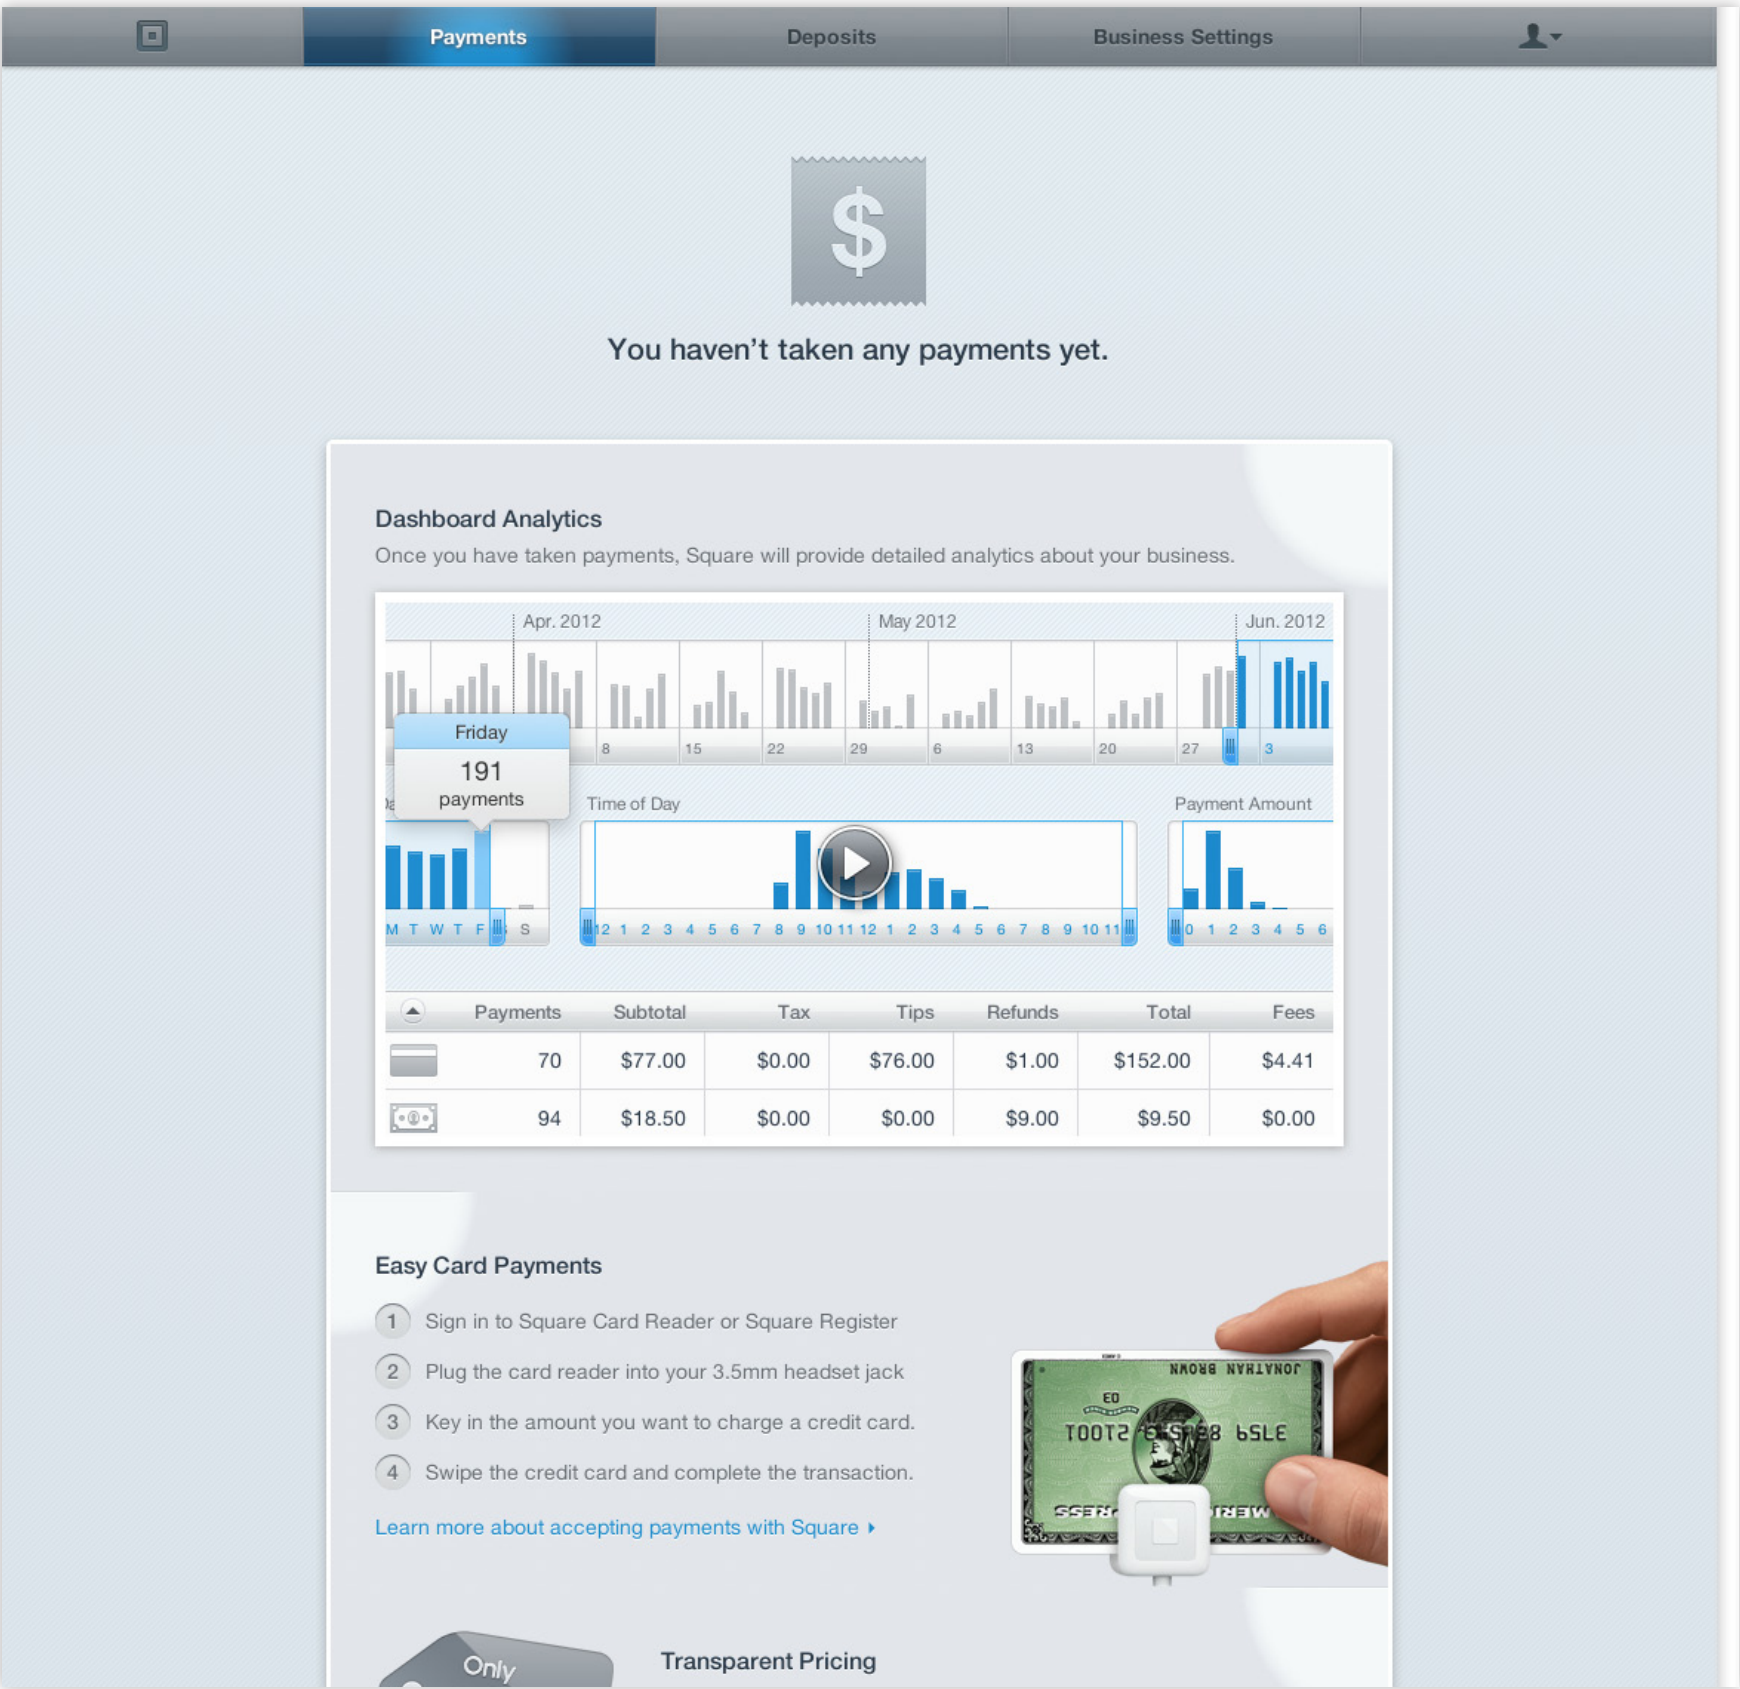 Payments
Deposits
Business Settings
$
You haven't taken any payments yet.
Dashboard Analytics
Once you have taken payments, Square will provide detailed analytics about your business.
Apr. 2012 May 2012 Jun. 2012
8 15 22 29 6 13 20 27 3
Friday
191
payments
Time of Day
Payment Amount
M T W T F S
12 1 2 3 4 5 6 7 8 9 10 11 12 1 2 3 4 5 6 7 8 9 10 11
0 1 2 3 4 5 6
Payments Subtotal Tax Tips Refunds Total Fees
70 $77.00 $0.00 $76.00 $1.00 $152.00 $4.41
94 $18.50 $0.00 $0.00 $9.00 $9.50 $0.00
Easy Card Payments
1 Sign in to Square Card Reader or Square Register
2 Plug the card reader into your 3.5mm headset jack
3 Key in the amount you want to charge a credit card.
4 Swipe the credit card and complete the transaction.
Learn more about accepting payments with Square
JONATHAN BROWN
03
Only
Transparent Pricing